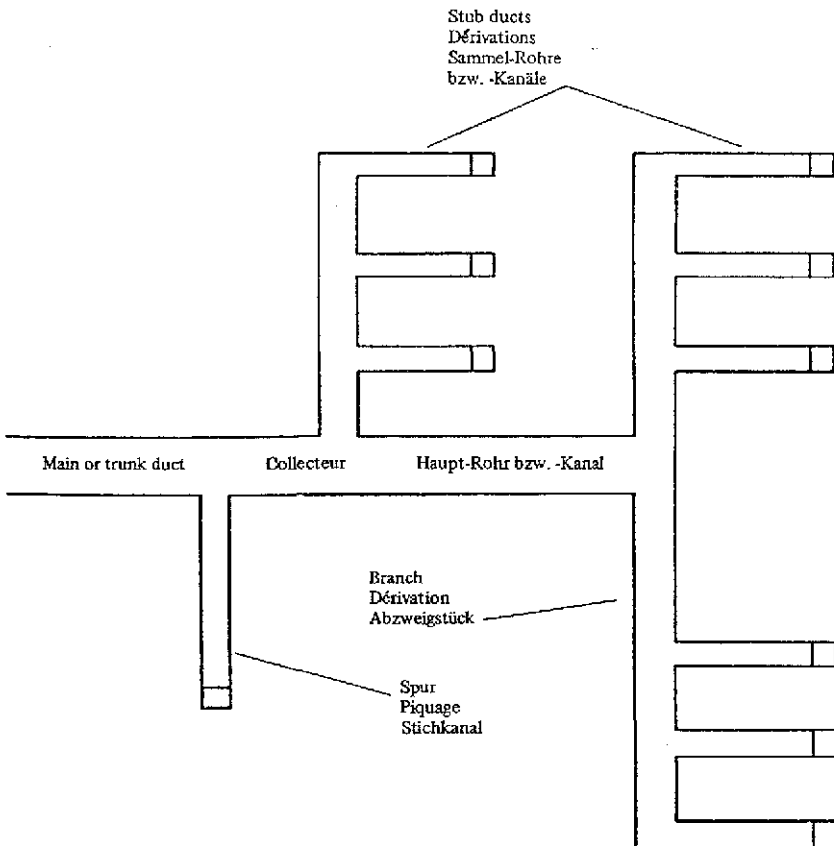 Stub ducts
Dérivations
Sammel-Rohre
bzw. -Kanäle
Main or trunk duct
Collecteur
Haupt-Rohr bzw. -Kanal
Branch
Dérivation
Abzweigstück
Spur
Piquage
Stichkanal